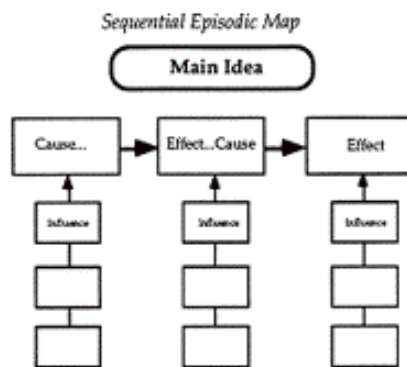 Sequential Episodic Map
Main Idea
Cause...
Effect...Cause
Effect
Influence
Influence
Influence